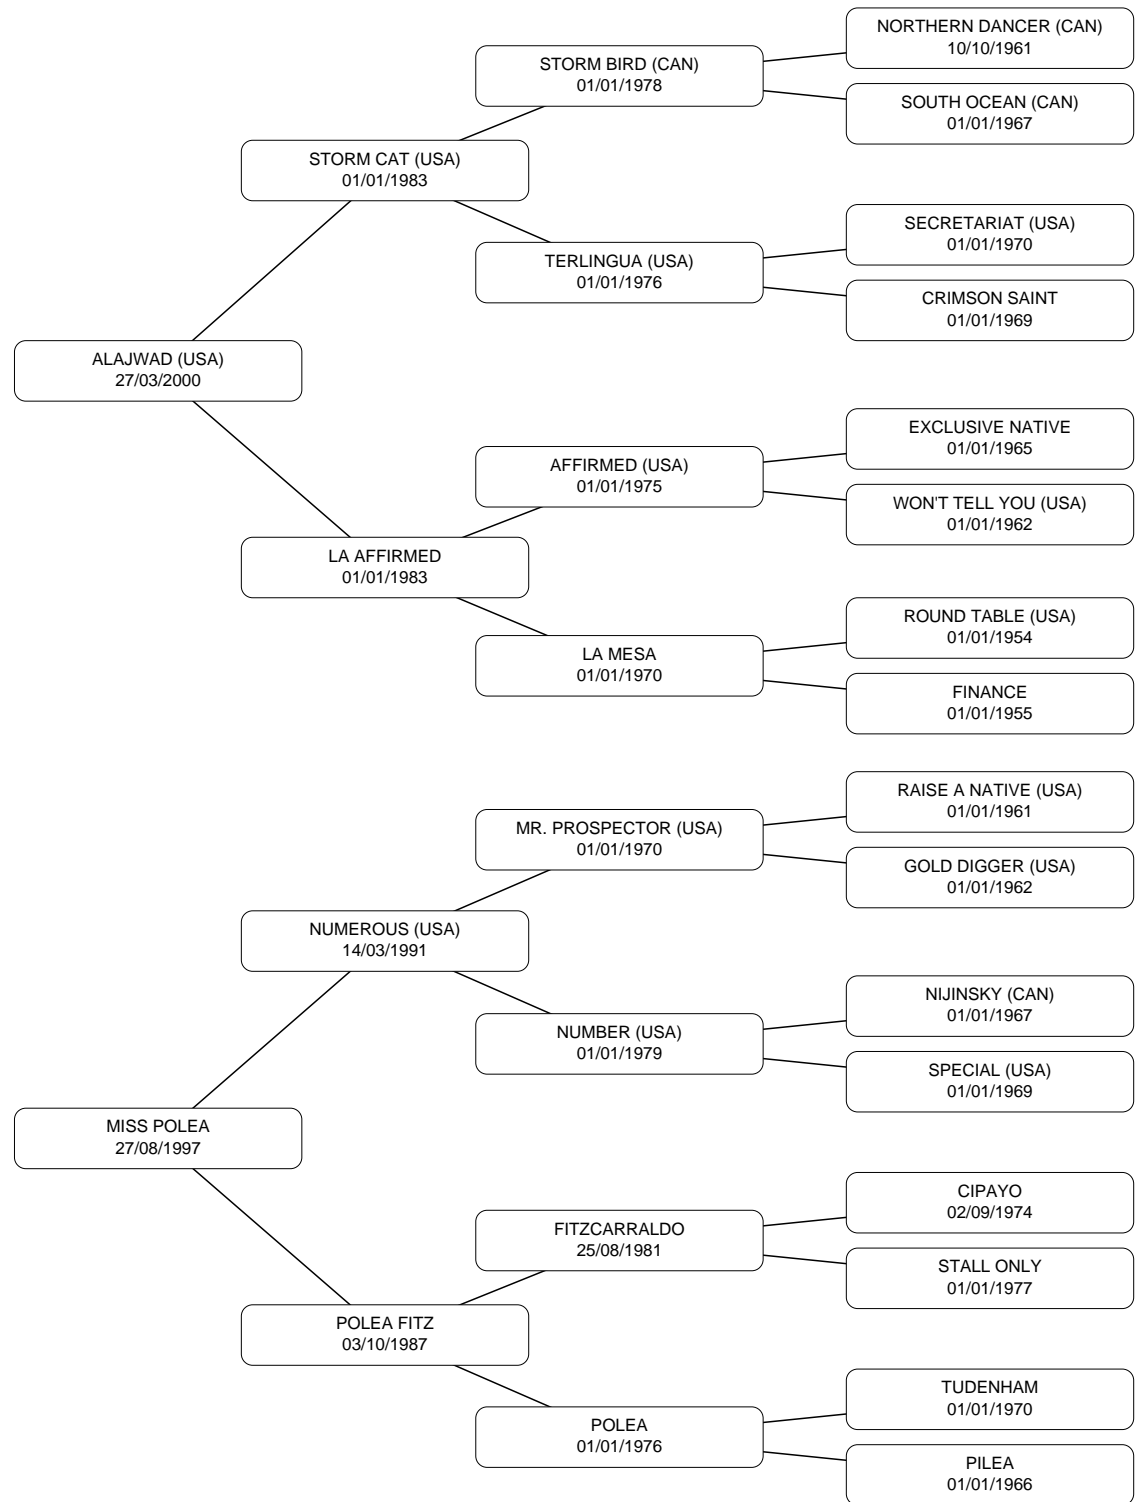 NORTHERN DANCER (CAN)
10/10/1961
STORM BIRD (CAN)
01/01/1978
SOUTH OCEAN (CAN)
01/01/1967
STORM CAT (USA)
01/01/1983
SECRETARIAT (USA)
01/01/1970
TERLINGUA (USA)
01/01/1976
CRIMSON SAINT
01/01/1969
ALAJWAD (USA)
27/03/2000
EXCLUSIVE NATIVE
01/01/1965
AFFIRMED (USA)
01/01/1975
WON'T TELL YOU (USA)
01/01/1962
LA AFFIRMED
01/01/1983
ROUND TABLE (USA)
01/01/1954
LA MESA
01/01/1970
FINANCE
01/01/1955
RAISE A NATIVE (USA)
01/01/1961
MR. PROSPECTOR (USA)
01/01/1970
GOLD DIGGER (USA)
01/01/1962
NUMEROUS (USA)
14/03/1991
NIJINSKY (CAN)
01/01/1967
NUMBER (USA)
01/01/1979
SPECIAL (USA)
01/01/1969
MISS POLEA
27/08/1997
CIPAYO
02/09/1974
FITZCARRALDO
25/08/1981
STALL ONLY
01/01/1977
POLEA FITZ
03/10/1987
TUDENHAM
01/01/1970
POLEA
01/01/1976
PILEA
01/01/1966